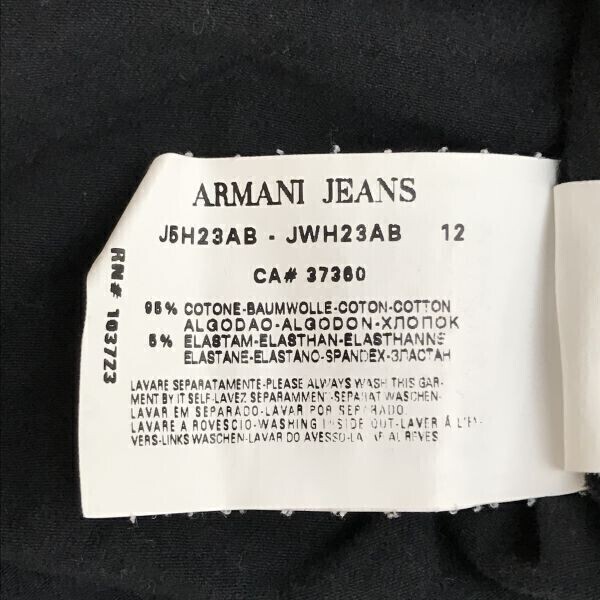 ARMANI JEANS
J5H23AB - JWH23AB 12
CA# 37360
RN# 103723
95% COTONE-BAUMWOLLE-COTON-COTTON
ALGODAO-ALGODON-ХЛОПОК
5% ELASTAM-ELASTHAN-ELASTHANNE
ELASTANE-ELASTANO-SPANDEX-ЭЛАСТАН
LAVARE SEPARATAMENTE-PLEASE ALWAYS WASH THIS GAR-
MENT BY IT SELF-LAVEZ SEPARAMMENT-SEPARAT WASCHEN-
LAVAR EM SEPARADO-LAVAR POR SEPARADO.
LAVARE A ROVESCIO-WASHING INSIDE OUT-LAVER À L'EN-
VERS-LINKS WASCHEN-LAVAR DO AVESSO-LAVAR AL REVES